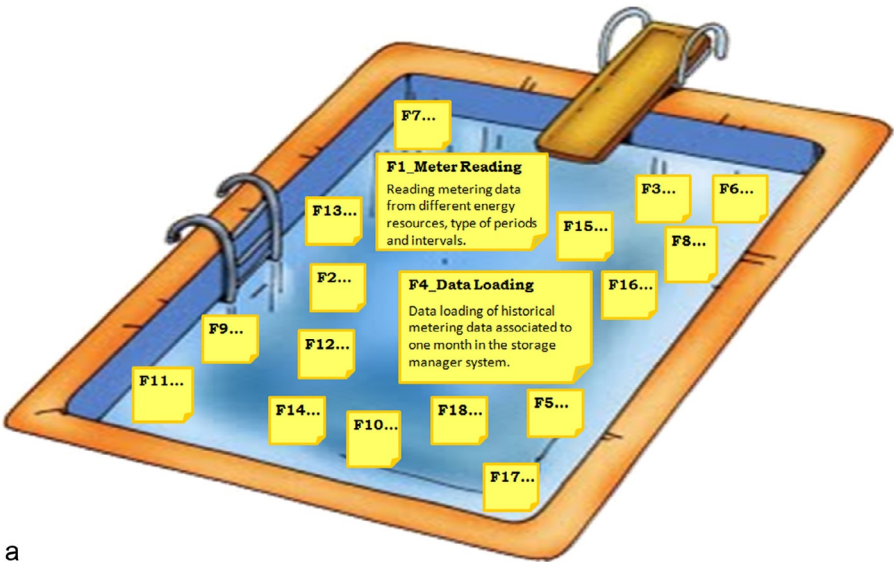 F7...
F1_Meter Reading
Reading metering data
from different energy
resources, type of periods
and intervals.
F3...
F6...
F13...
F15...
F8...
F2...
F4_Data Loading
Data loading of historical
metering data associated to
one month in the storage
manager system.
F16...
F9...
F12...
F11...
F14...
F10...
F18...
F5...
F17...
a